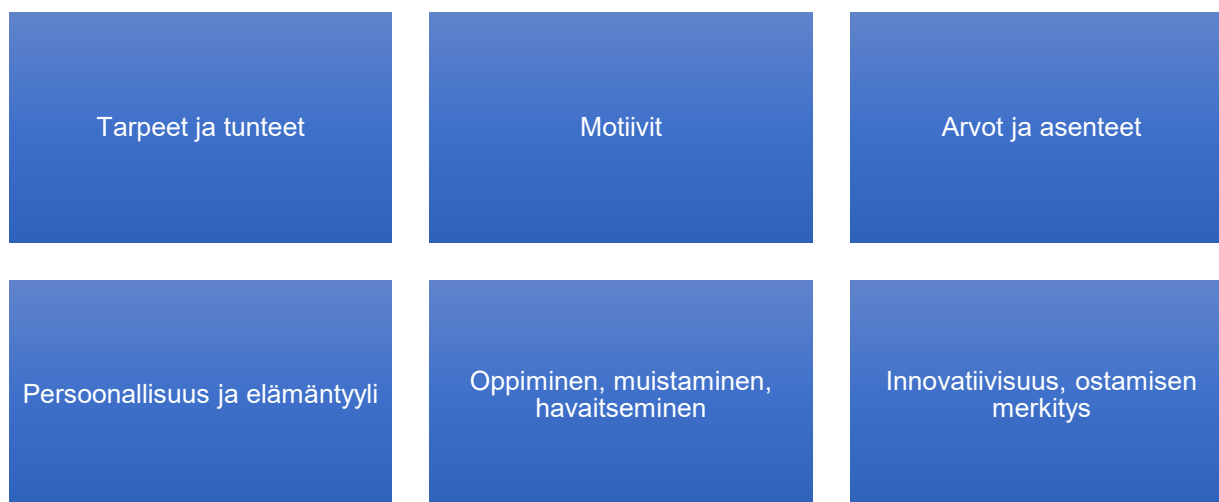 Tarpeet ja tunteet
Motiivit
Arvot ja asenteet
Persoonallisuus ja elämäntyyli
Oppiminen, muistaminen,
havaitseminen
Innovatiivisuus, ostamisen
merkitys